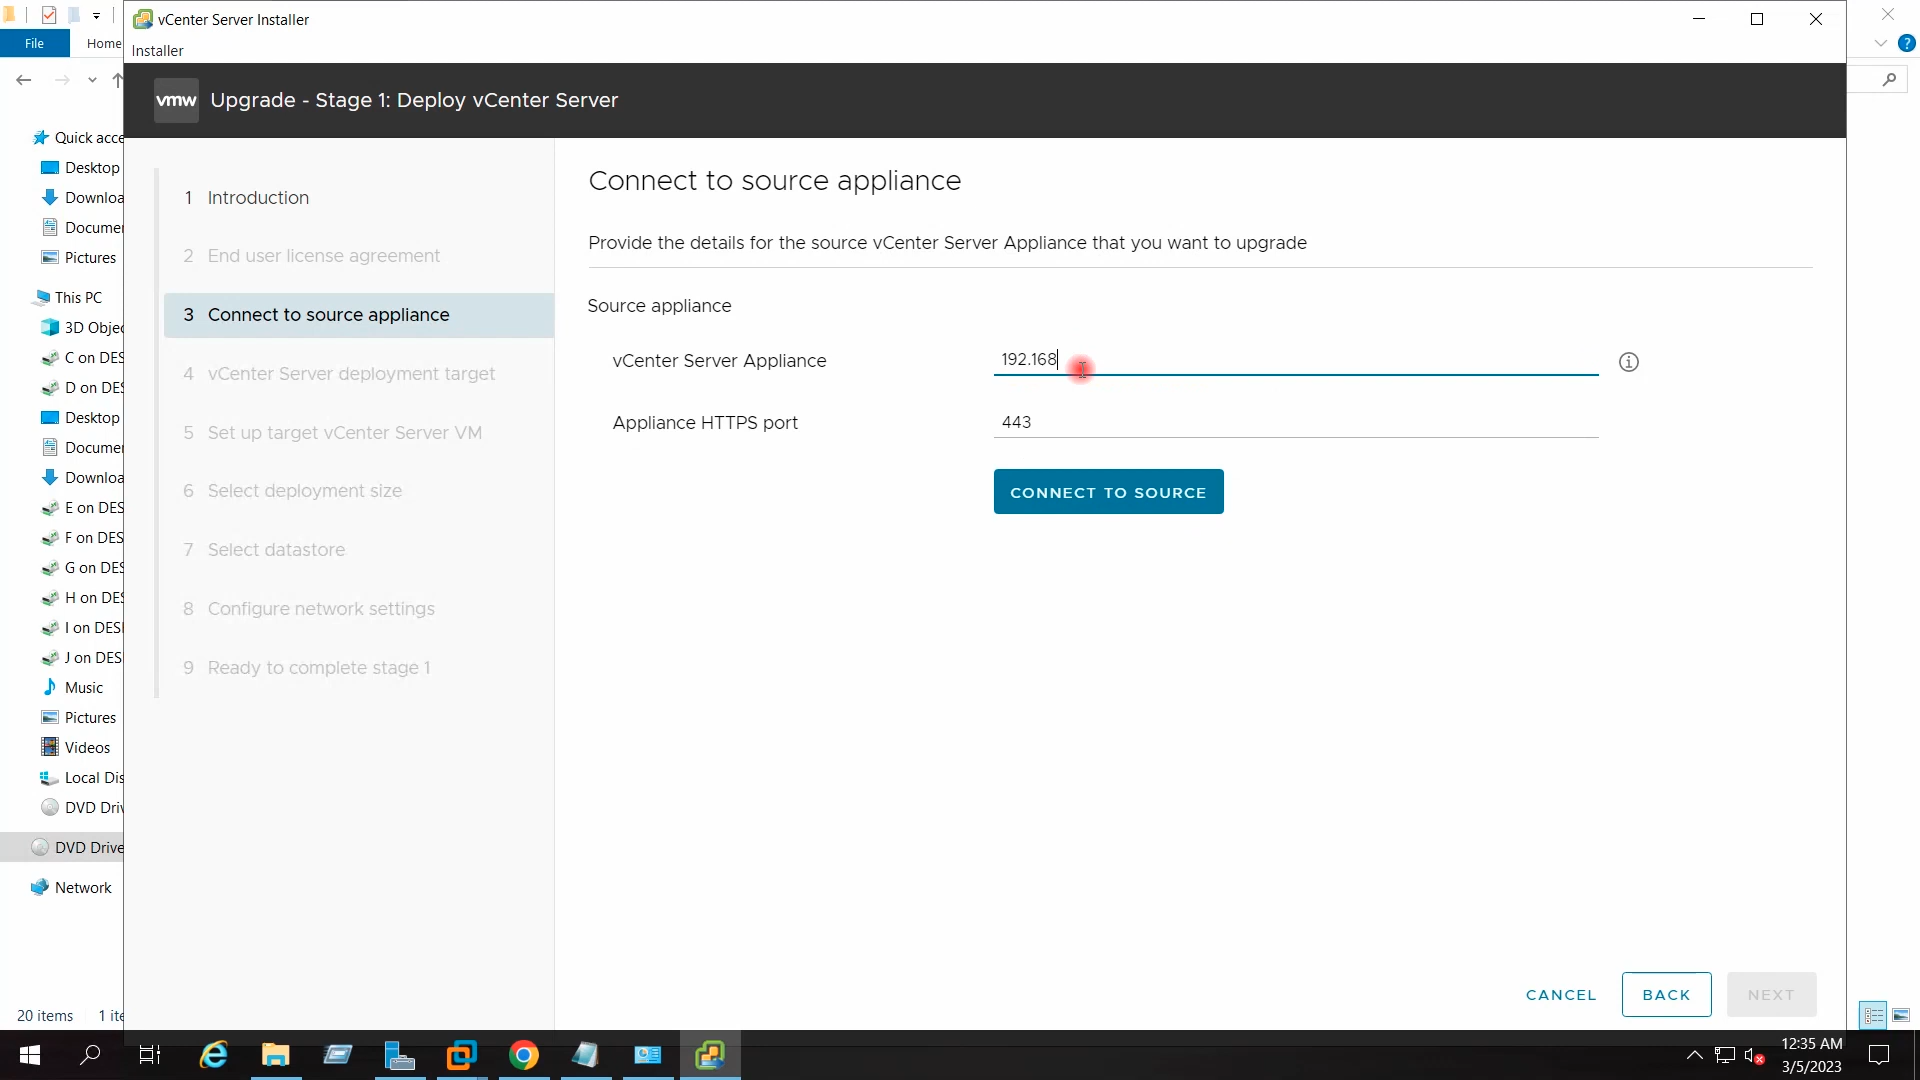 vCenter Server Installer
File
Home
Installer
vmw
Upgrade - Stage 1: Deploy vCenter Server
Quick acce
Desktop
Downloa
Documen
Pictures
This PC
3D Objec
C on DES
D on DES
Desktop
Documen
Downloa
E on DES
F on DES
G on DES
H on DES
I on DESI
J on DES
Music
Pictures
Videos
Local Dis
DVD Driv
DVD Drive
Network
20 items
1 ite
1 Introduction
2 End user license agreement
3 Connect to source appliance
4 vCenter Server deployment target
5 Set up target vCenter Server VM
6 Select deployment size
7 Select datastore
8 Configure network settings
9 Ready to complete stage 1
Connect to source appliance
Provide the details for the source vCenter Server Appliance that you want to upgrade
Source appliance
vCenter Server Appliance
192.168
Appliance HTTPS port
443
CONNECT TO SOURCE
CANCEL
BACK
NEXT
12:35 AM
3/5/2023